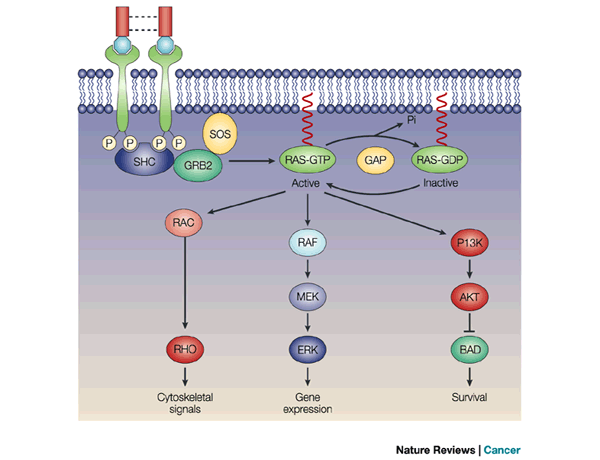 SOS
Pi
P P P P
SHC
GRB2
RAS-GTP
GAP
RAS-GDP
Active
Inactive
RAC
RAF
P13K
MEK
AKT
RHO
ERK
BAD
Cytoskeletal
signals
Gene
expression
Survival
Nature Reviews | Cancer